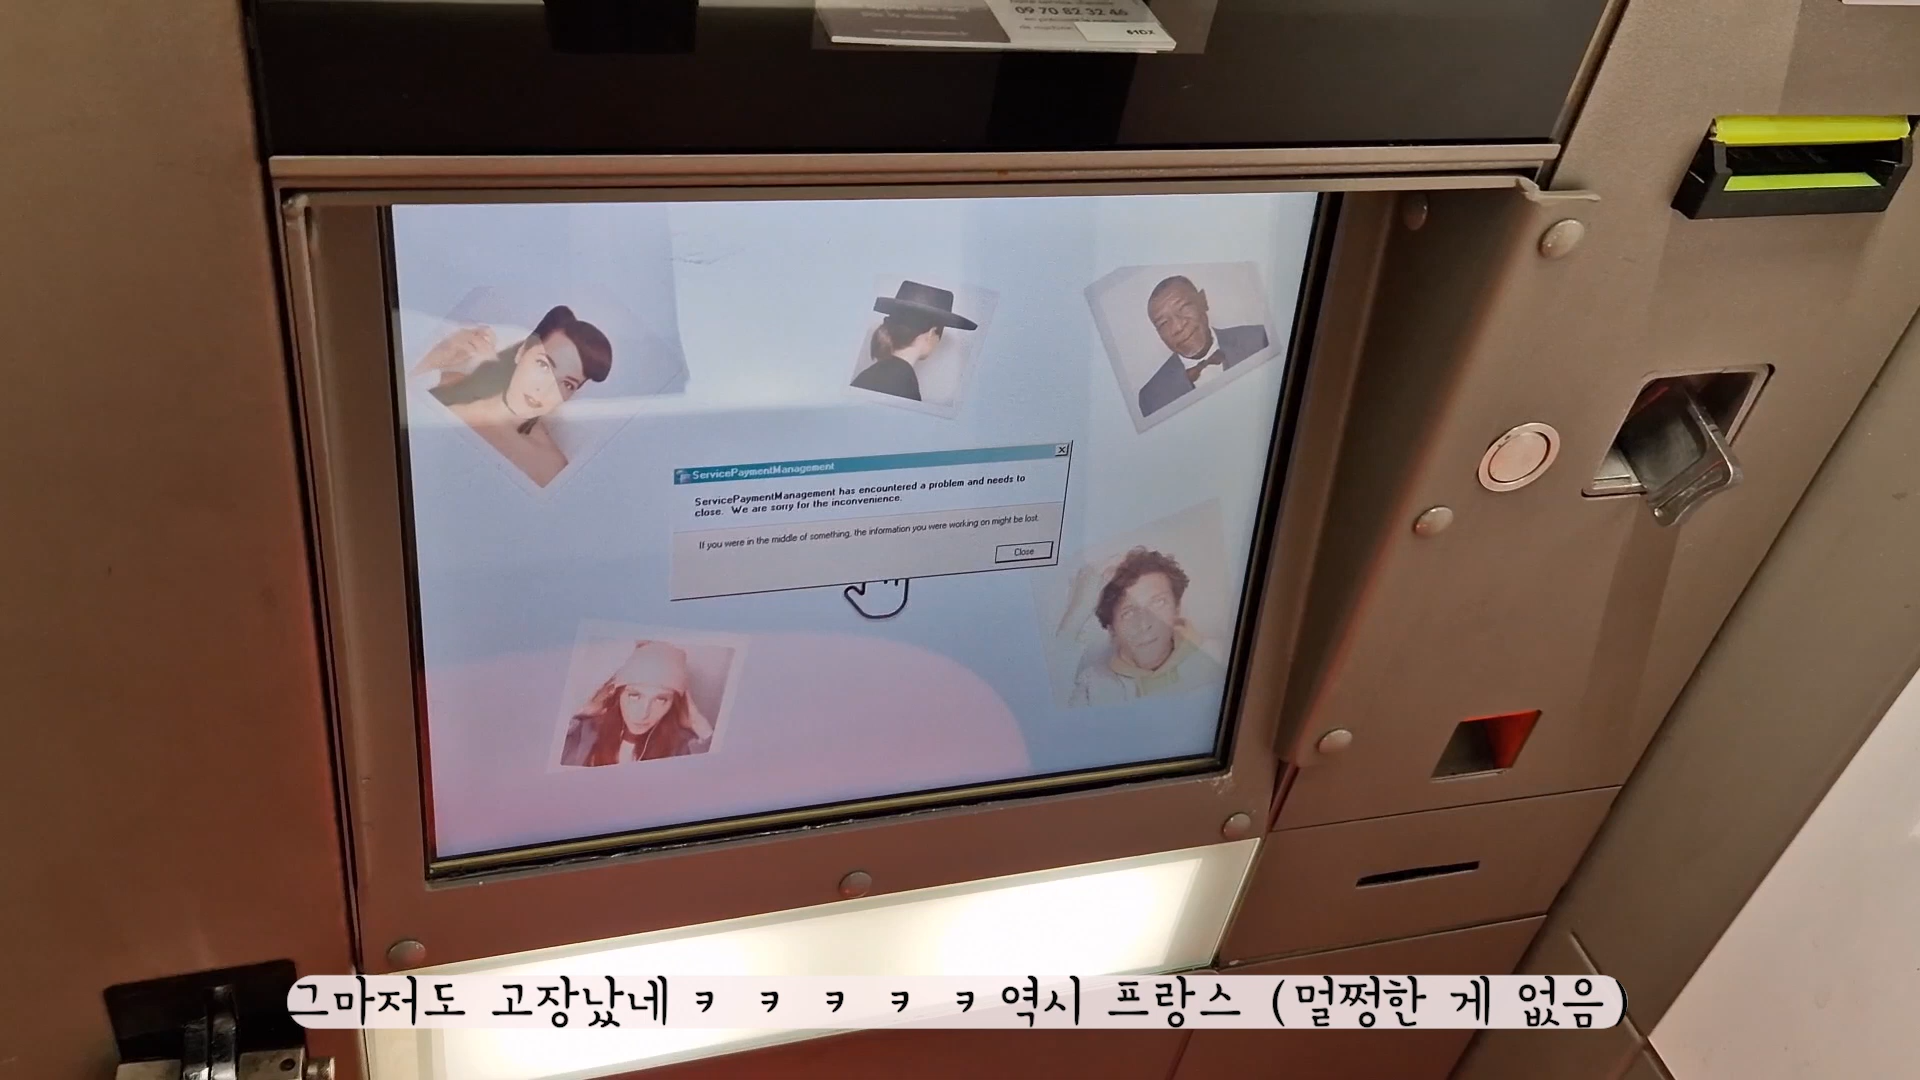 09 70 82 32 46
61DX
ServicePaymentManagement
ServicePaymentManagement has encountered a problem and needs to
close. We are sorry for the inconvenience.
If you were in the middle of something, the information you were working on might be lost.
Close
그마저도 고장났네 ㅋ ㅋ ㅋ ㅋ ㅋ 역시 프랑스 (멀쩡한 게 없음)